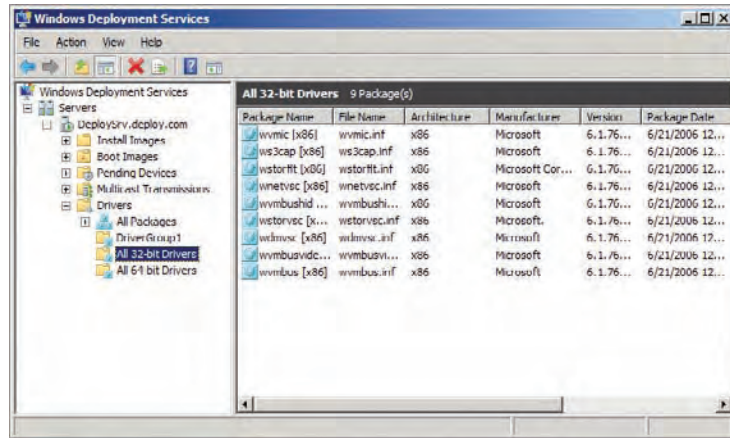 Windows Deployment Services
File Action View Help
Windows Deployment Services
Servers
DeploySrv.deploy.com
Install Images
Boot Images
Pending Devices
Multicast Transmissions
Drivers
All Packages
DriverGroup1
All 32-bit Drivers
All 64 bit Drivers
All 32-bit Drivers 9 Package(s)
Package Name File Name Architecture Manufacturer Version Package Date
wvmic [x86] wvmic.inf x86 Microsoft 6.1.76... 6/21/2006 12...
ws3cap [x86] ws3cap.inf x86 Microsoft 6.1.76... 6/21/2006 12...
wstorflt [x86] wstorflt.inf x86 Microsoft Cor... 6.1.76... 6/21/2006 12...
wnetvsc [x86] wnetvsc.inf x86 Microsoft 6.1.76... 6/21/2006 12...
wvmbushid ... wvmbushi... x86 Microsoft 6.1.76... 6/21/2006 12...
wstorvsc [x... wstorvsc.inf x86 Microsoft. 6.1.76... 6/21/2006 12...
wdmvsc [x86] wdmvsc.inf x86 Microsoft 6.1.76... 6/21/2006 12...
wvmbusvide... wvmbusvi... x86 Microsoft 6.1.76... 6/21/2006 12...
wvmbus [x86] wvmbus.inf x86 Microsoft 6.1.76... 6/21/2006 12...